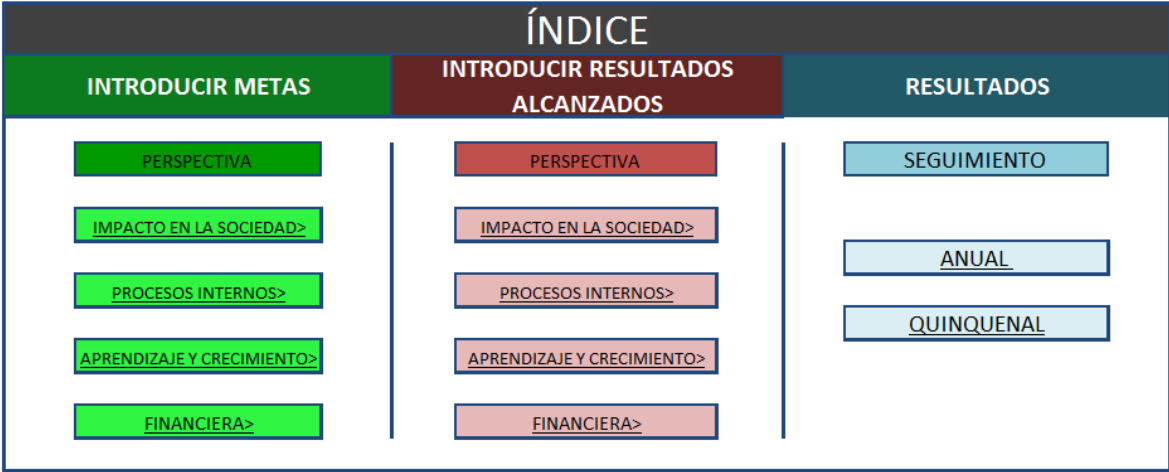 ÍNDICE
INTRODUCIR METAS
INTRODUCIR RESULTADOS
ALCANZADOS
RESULTADOS
PERSPECTIVA
IMPACTO EN LA SOCIEDAD>
PROCESOS INTERNOS>
APRENDIZAJE Y CRECIMIENTO>
FINANCIERA>
PERSPECTIVA
IMPACTO EN LA SOCIEDAD>
PROCESOS INTERNOS>
APRENDIZAJE Y CRECIMIENTO>
FINANCIERA>
SEGUIMIENTO
ANUAL
QUINQUENAL